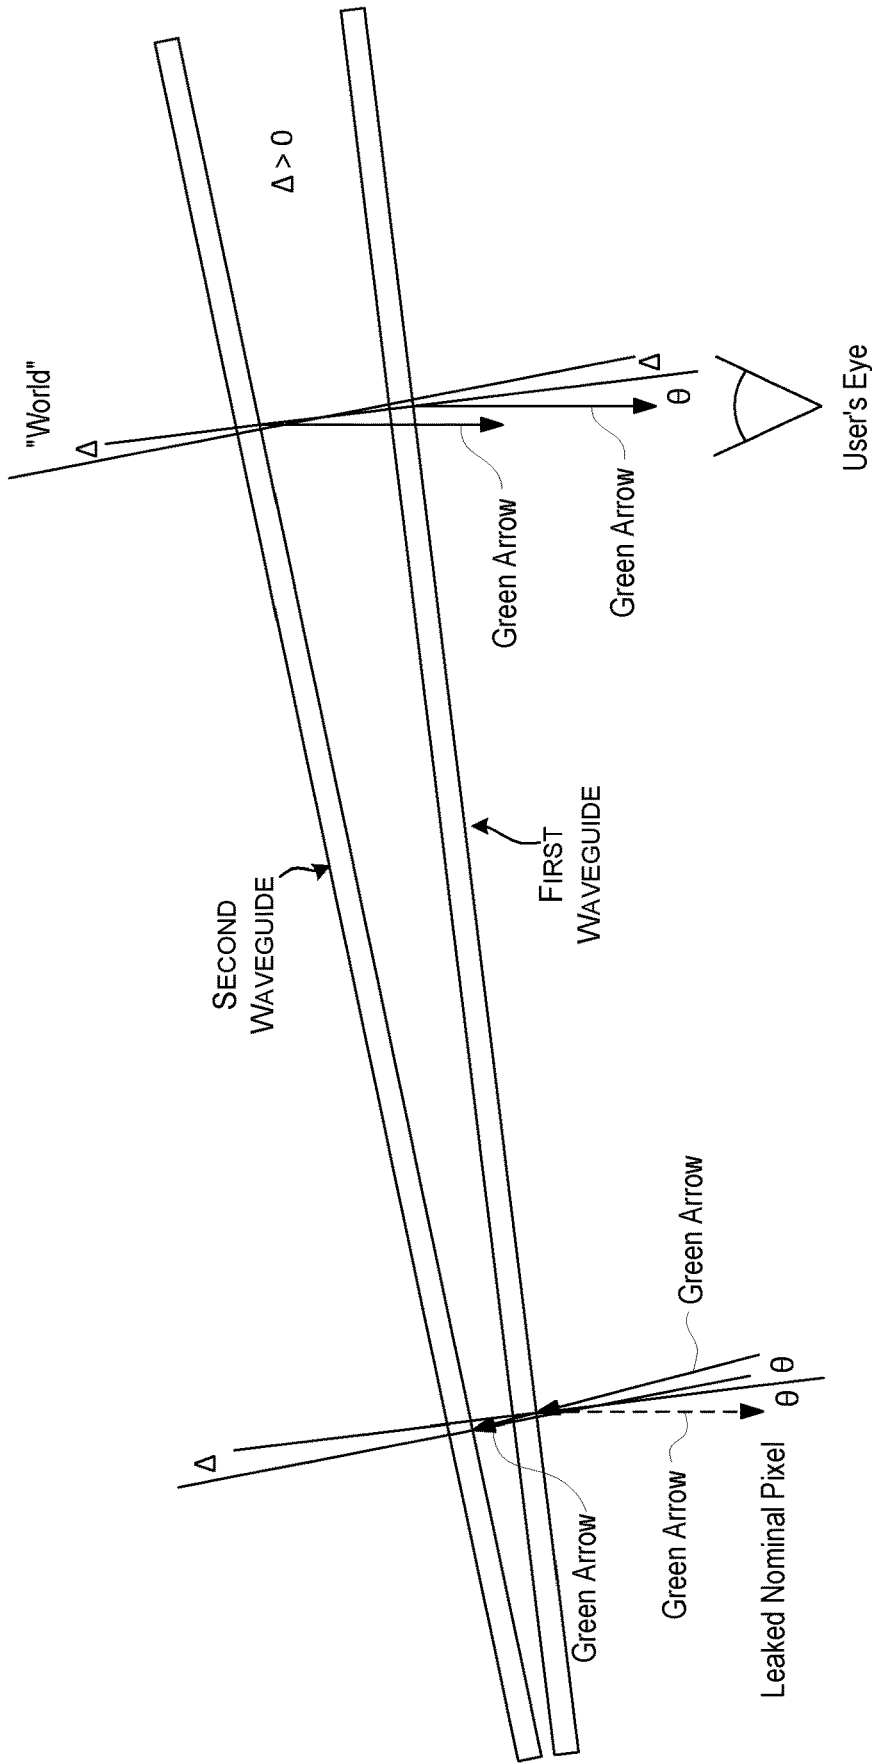 "World"
Δ
Δ > 0
Δ
θ
Green Arrow
Green Arrow
User's Eye
SECOND
WAVEGUIDE
FIRST
WAVEGUIDE
Δ
Green Arrow
θ
θ
Green Arrow
Green Arrow
Leaked Nominal Pixel